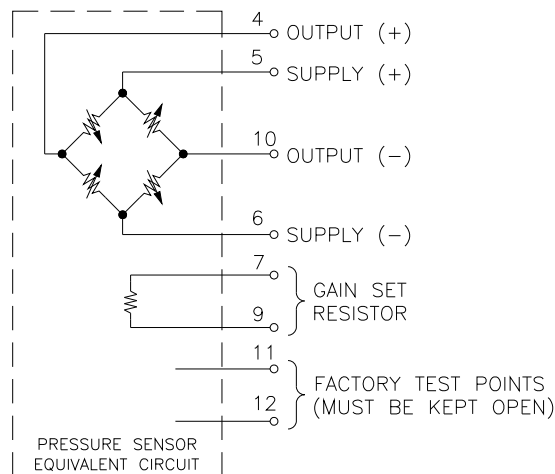 4
OUTPUT (+)
5
SUPPLY (+)
10
OUTPUT (−)
6
SUPPLY (−)
7
GAIN SET
RESISTOR
9
11
FACTORY TEST POINTS
(MUST BE KEPT OPEN)
12
PRESSURE SENSOR
EQUIVALENT CIRCUIT